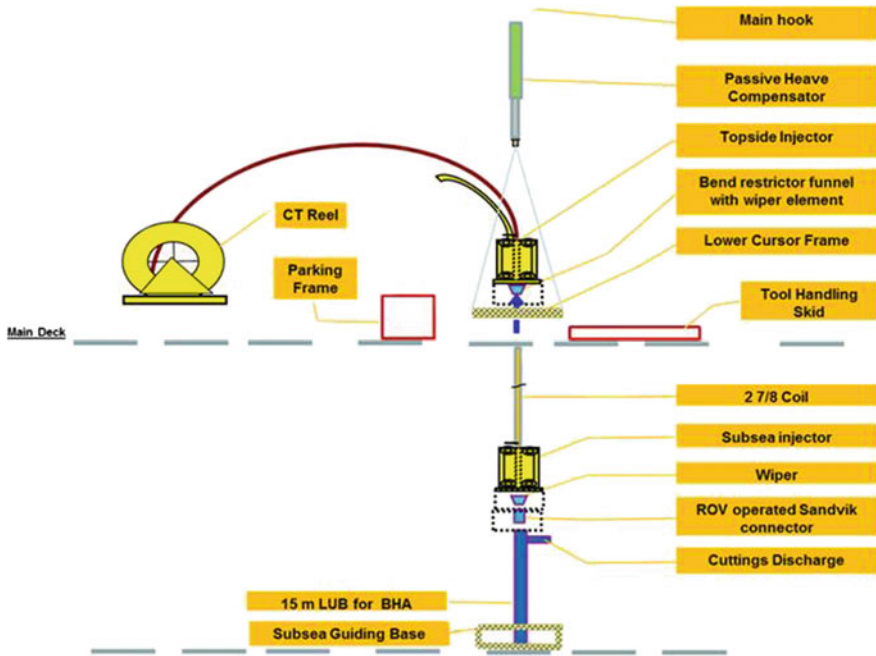 Main hook
Passive Heave
Compensator
Topside Injector
Bend restrictor funnel
with wiper element
CT Reel
Lower Cursor Frame
Parking
Frame
Tool Handling
Skid
Main Deck
2 7/8 Coil
Subsea injector
Wiper
ROV operated Sandvik
connector
Cuttings Discharge
15 m LUB for BHA
Subsea Guiding Base